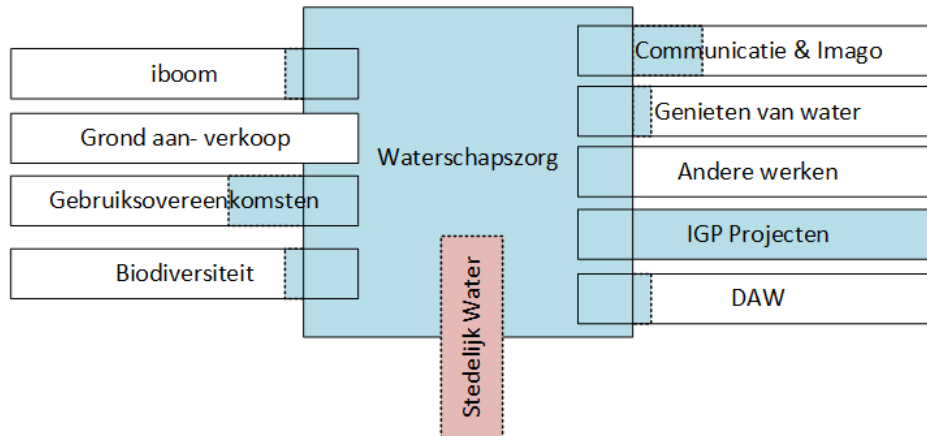 iboom
Grond aan- verkoop
Gebruiksovereenkomsten
Biodiversiteit
Waterschapszorg
Stedelijk Water
Communicatie & Imago
Genieten van water
Andere werken
IGP Projecten
DAW